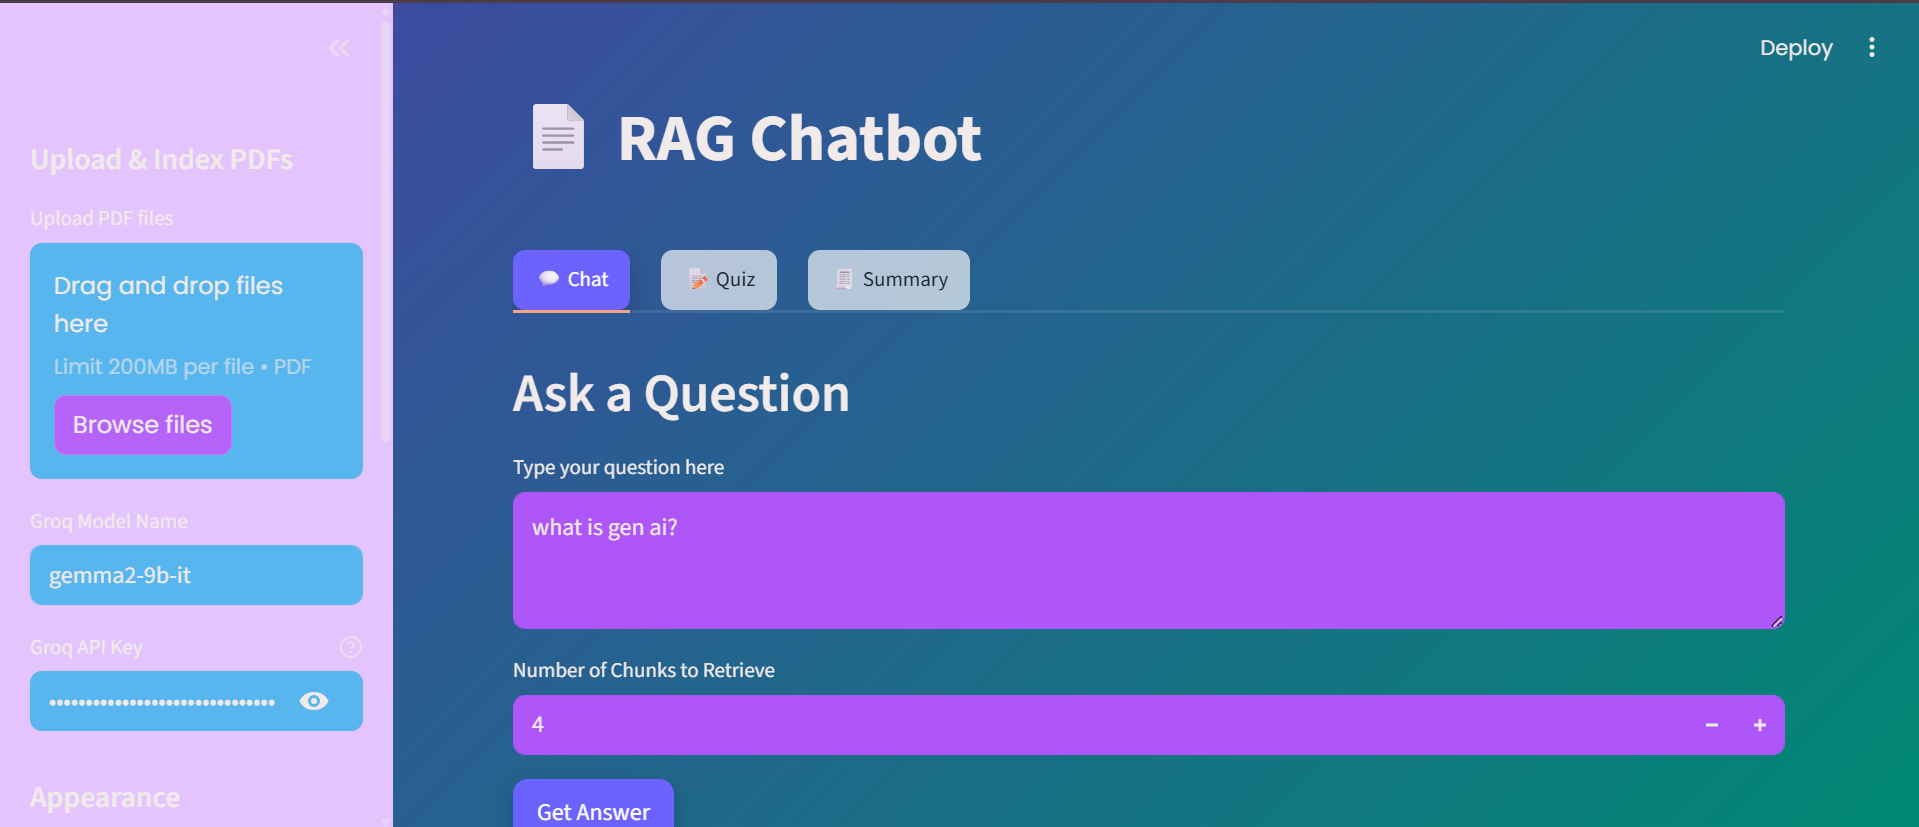 Upload & Index PDFs
Upload PDF files
Drag and drop files
here
Limit 200MB per file • PDF
Browse files
Groq Model Name
gemma2-9b-it
Groq API Key
Appearance
Deploy
RAG Chatbot
Chat
Quiz
Summary
Ask a Question
Type your question here
what is gen ai?
Number of Chunks to Retrieve
4
Get Answer